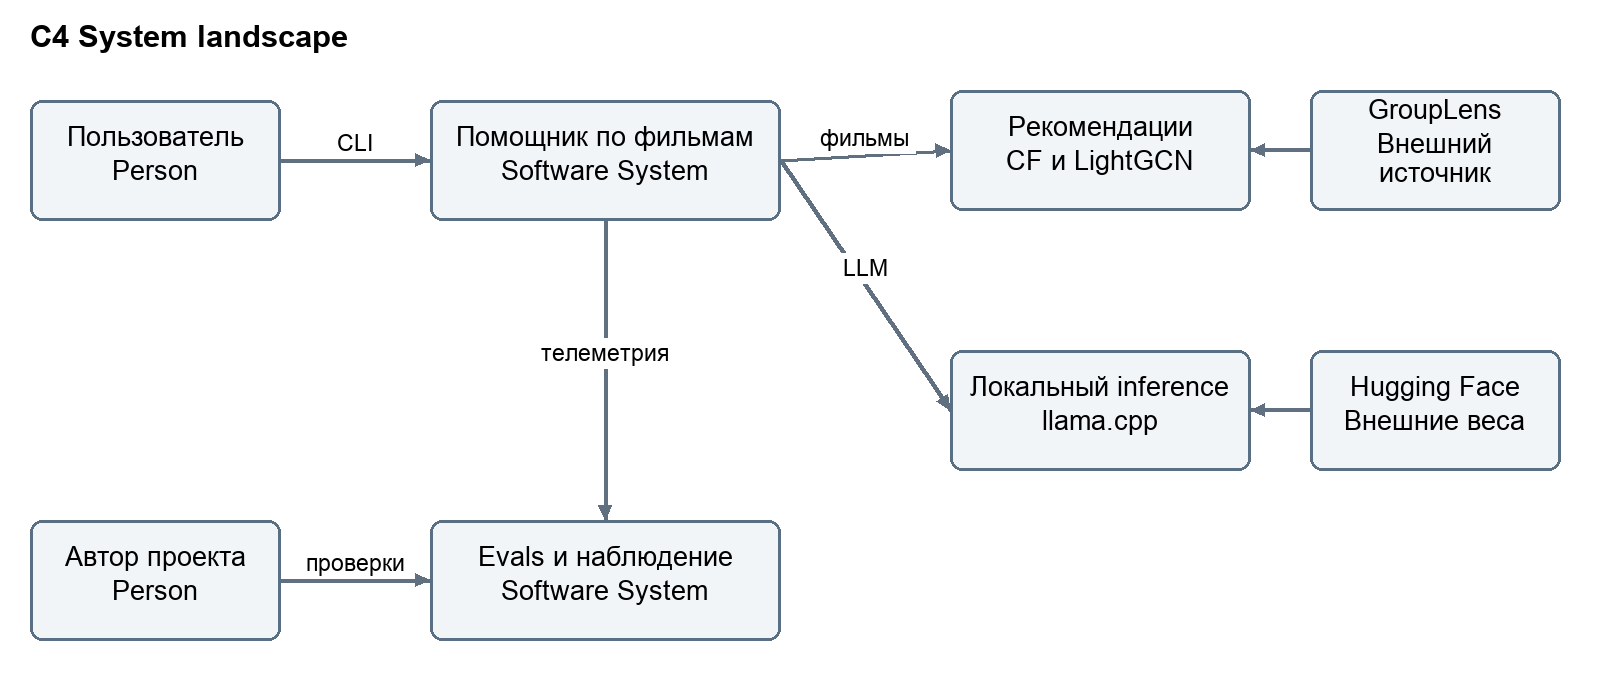 C4 System landscape
Пользователь
Person
CLI
Помощник по фильмам
Software System
фильмы
Рекомендации
CF и LightGCN
GroupLens
Внешний
источник
LLM
телеметрия
Локальный inference
llama.cpp
Hugging Face
Внешние веса
Автор проекта
Person
проверки
Evals и наблюдение
Software System